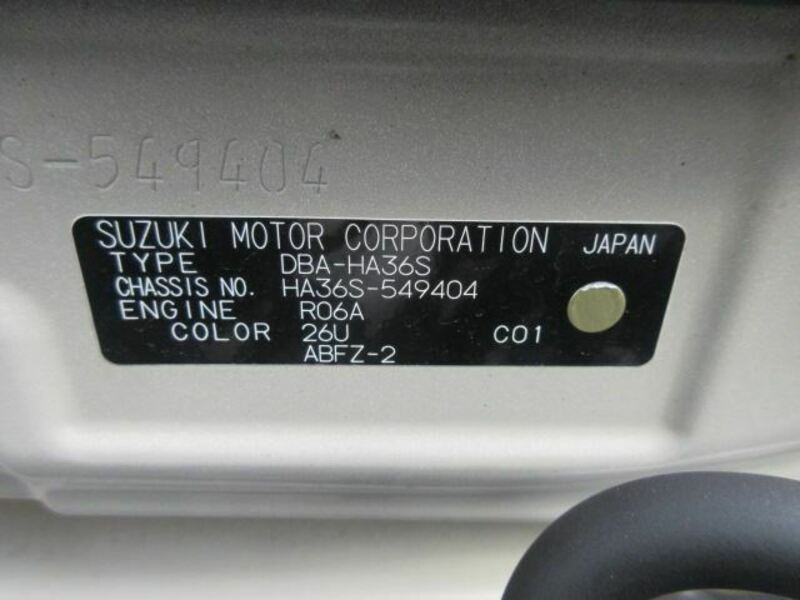 S-549404
SUZUKI MOTOR CORPORATION JAPAN
TYPE DBA-HA36S
CHASSIS NO. HA36S-549404
ENGINE R06A
COLOR 26U C01
ABFZ-2